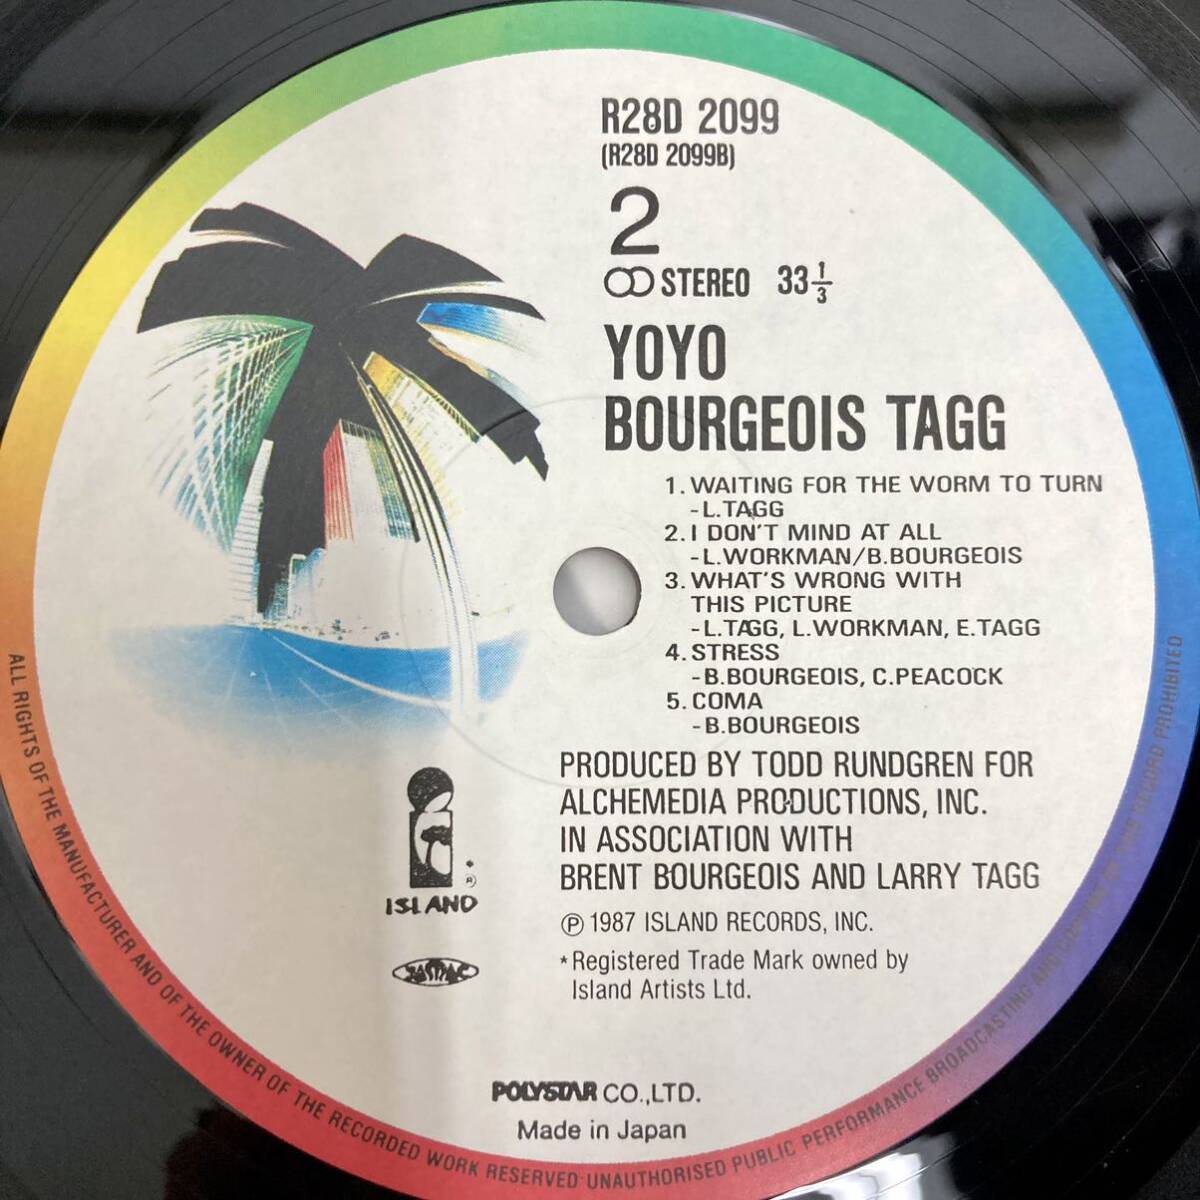 R28D 2099
(R28D 2099B)
2
STEREO 33⅓
YOYO
BOURGEOIS TAGG
1. WAITING FOR THE WORM TO TURN
-L.TAGG
2. I DON'T MIND AT ALL
-L.WORKMAN/B.BOURGEOIS
3. WHAT'S WRONG WITH
THIS PICTURE
-L.TAGG, L.WORKMAN, E.TAGG
4. STRESS
-B.BOURGEOIS, C.PEACOCK
5. COMA
-B.BOURGEOIS
PRODUCED BY TODD RUNDGREN FOR
ALCHEMEDIA PRODUCTIONS, INC.
IN ASSOCIATION WITH
BRENT BOURGEOIS AND LARRY TAGG
℗ 1987 ISLAND RECORDS, INC.
* Registered Trade Mark owned by
Island Artists Ltd.
* ®
ISLAND
POLYSTAR CO.,LTD.
Made in Japan
ALL RIGHTS OF THE MANUFACTURER AND OF THE OWNER OF THE RECORDED WORK RESERVED UNAUTHORISED PUBLIC PERFORMANCE BROADCASTING AND COPYING OF THIS RECORD PROHIBITED